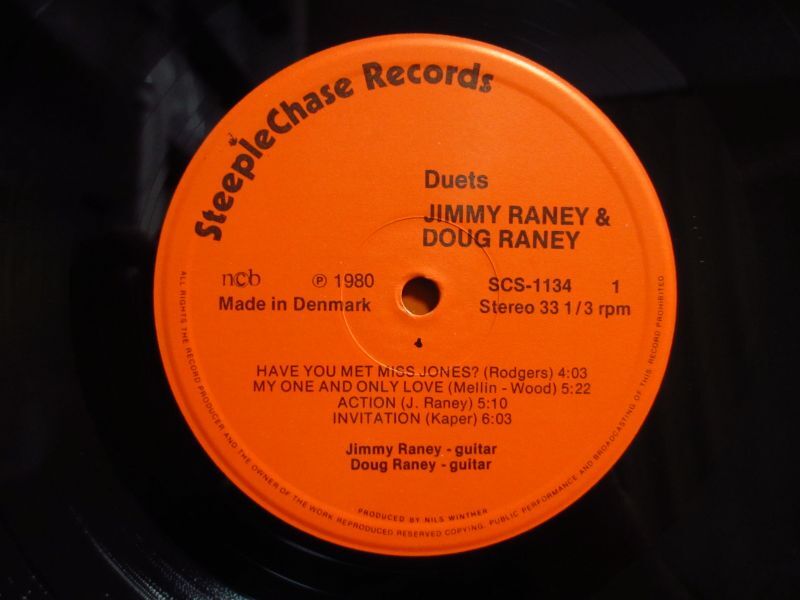 SteepleChase Records
Duets
JIMMY RANEY &
DOUG RANEY
ncb ℗ 1980 SCS-1134 1
Made in Denmark Stereo 33 1/3 rpm
HAVE YOU MET MISS JONES? (Rodgers) 4:03
MY ONE AND ONLY LOVE (Mellin - Wood) 5:22
ACTION (J. Raney) 5:10
INVITATION (Kaper) 6:03
Jimmy Raney - guitar
Doug Raney - guitar
PRODUCED BY NILS WINTHER
ALL RIGHTS THE RECORD PRODUCER AND THE OWNER OF THE WORK REPRODUCED RESERVED COPYING, PUBLIC PERFORMANCE AND BROADCASTING OF THIS RECORD PROHIBITED